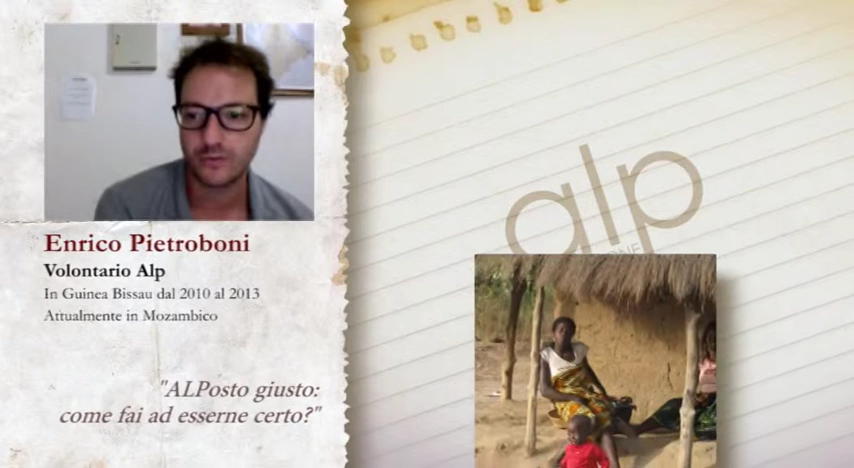 Enrico Pietroboni
Volontario Alp
In Guinea Bissau dal 2010 al 2013
Attualmente in Mozambico
"ALPosto giusto:
come fai ad esserne certo?"
alp